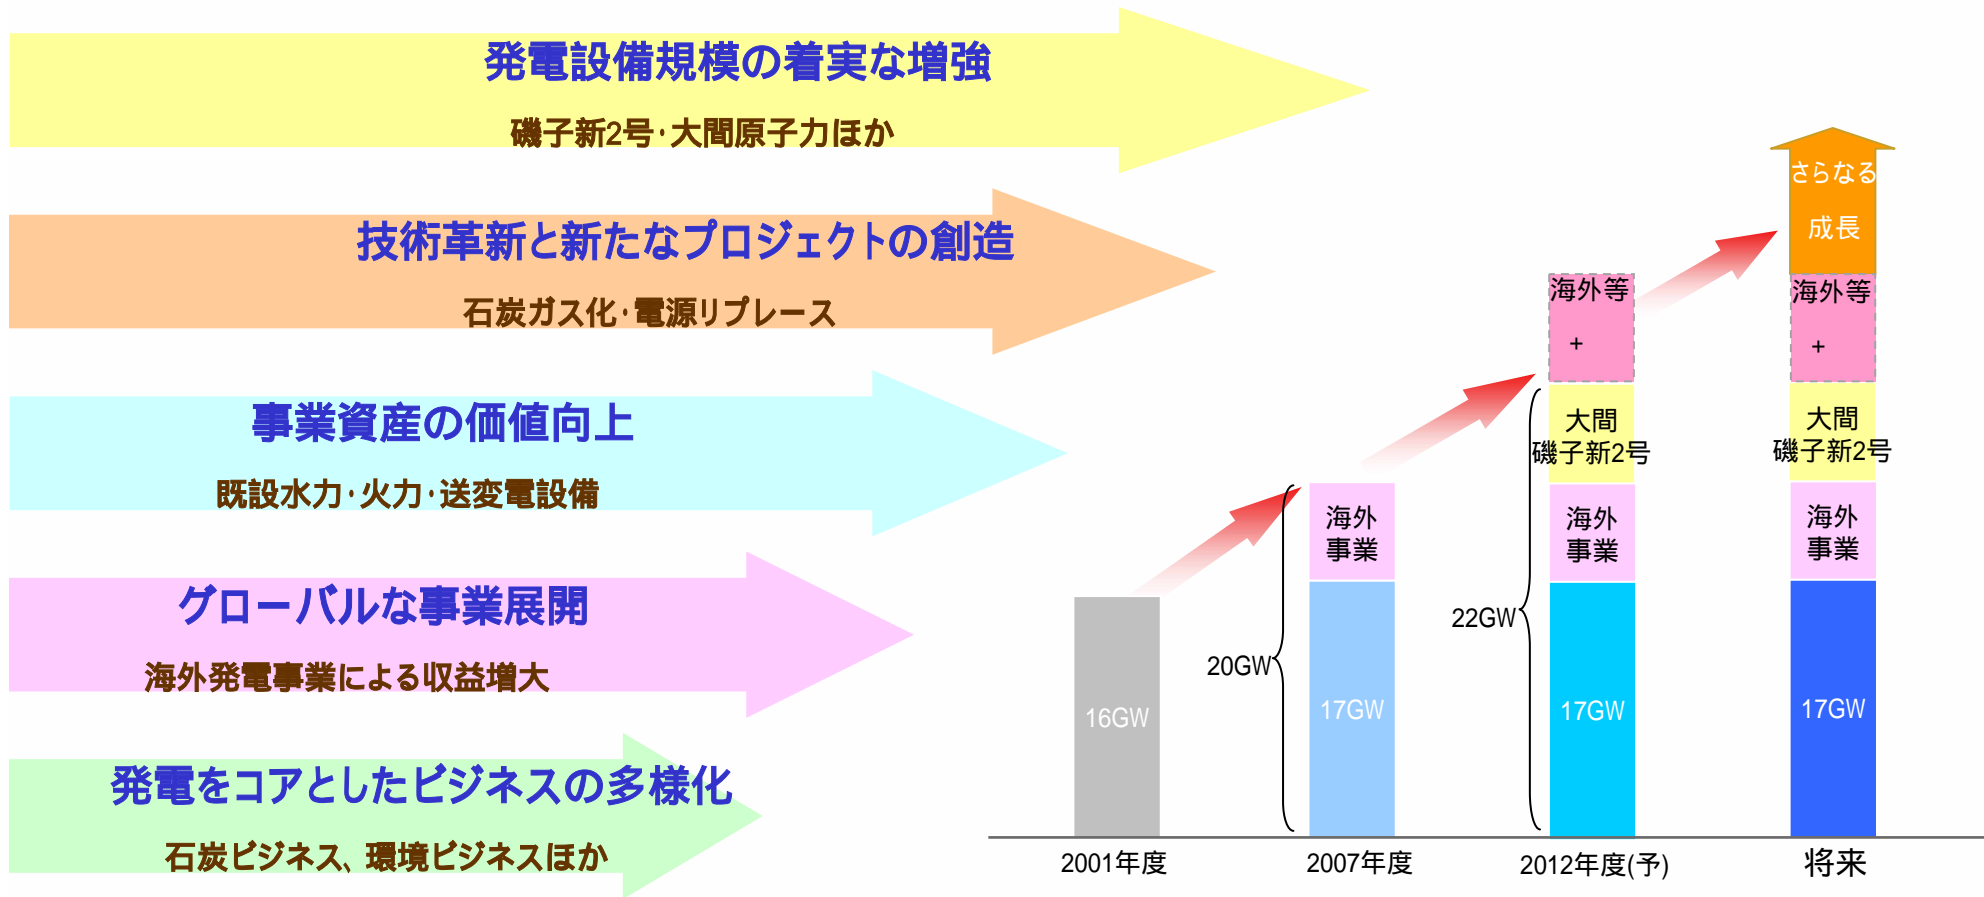 発電設備規模の着実な増強
磯子新2号･大間原子力ほか
技術革新と新たなプロジェクトの創造
石炭ガス化･電源リプレース
事業資産の価値向上
既設水力･火力･送変電設備
グローバルな事業展開
海外発電事業による収益増大
発電をコアとしたビジネスの多様化
石炭ビジネス、環境ビジネスほか
16GW
2001年度
20GW
海外
事業
17GW
2007年度
22GW
海外等
+
大間
磯子新2号
海外
事業
17GW
2012年度(予)
さらなる
成長
海外等
+
大間
磯子新2号
海外
事業
17GW
将来